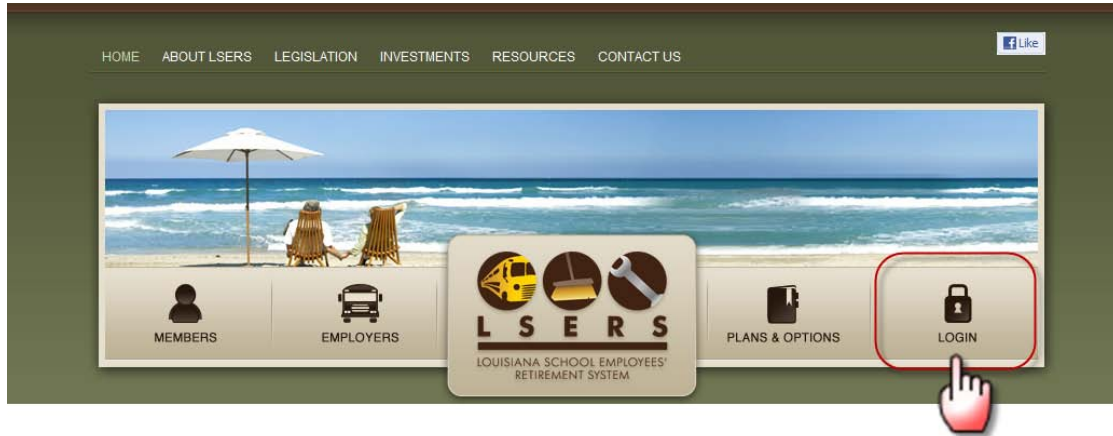 HOME ABOUT LSERS LEGISLATION INVESTMENTS RESOURCES CONTACT US
Like
MEMBERS
EMPLOYERS
LSERS
LOUISIANA SCHOOL EMPLOYEES'
RETIREMENT SYSTEM
PLANS & OPTIONS
LOGIN